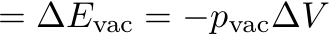 = ΔE_vac = −p_vac ΔV